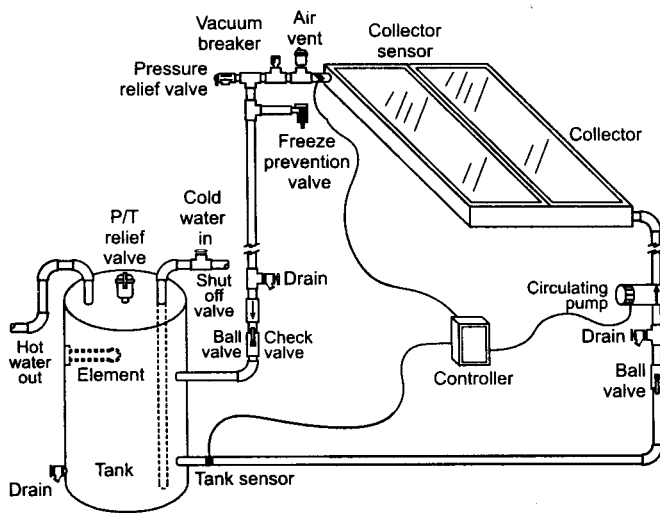 Vacuum
breaker
Air
vent
Collector
sensor
Pressure
relief valve
Collector
Freeze
prevention
valve
Cold
water
in
P/T
relief
valve
Shut
off
valve
Drain
Circulating
pump
Hot
water
out
Ball
valve
Check
valve
Element
Controller
Drain
Ball
valve
Tank
Drain
Tank sensor